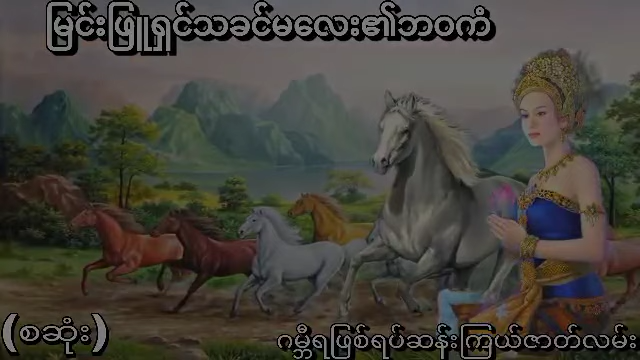 မြင်းဖြူရှင်သခင်မလေး၏ဘဝကံ
(စဆုံး)
ဂမ္ဘီရဖြစ်ရပ်ဆန်းကြယ်ဇာတ်လမ်း